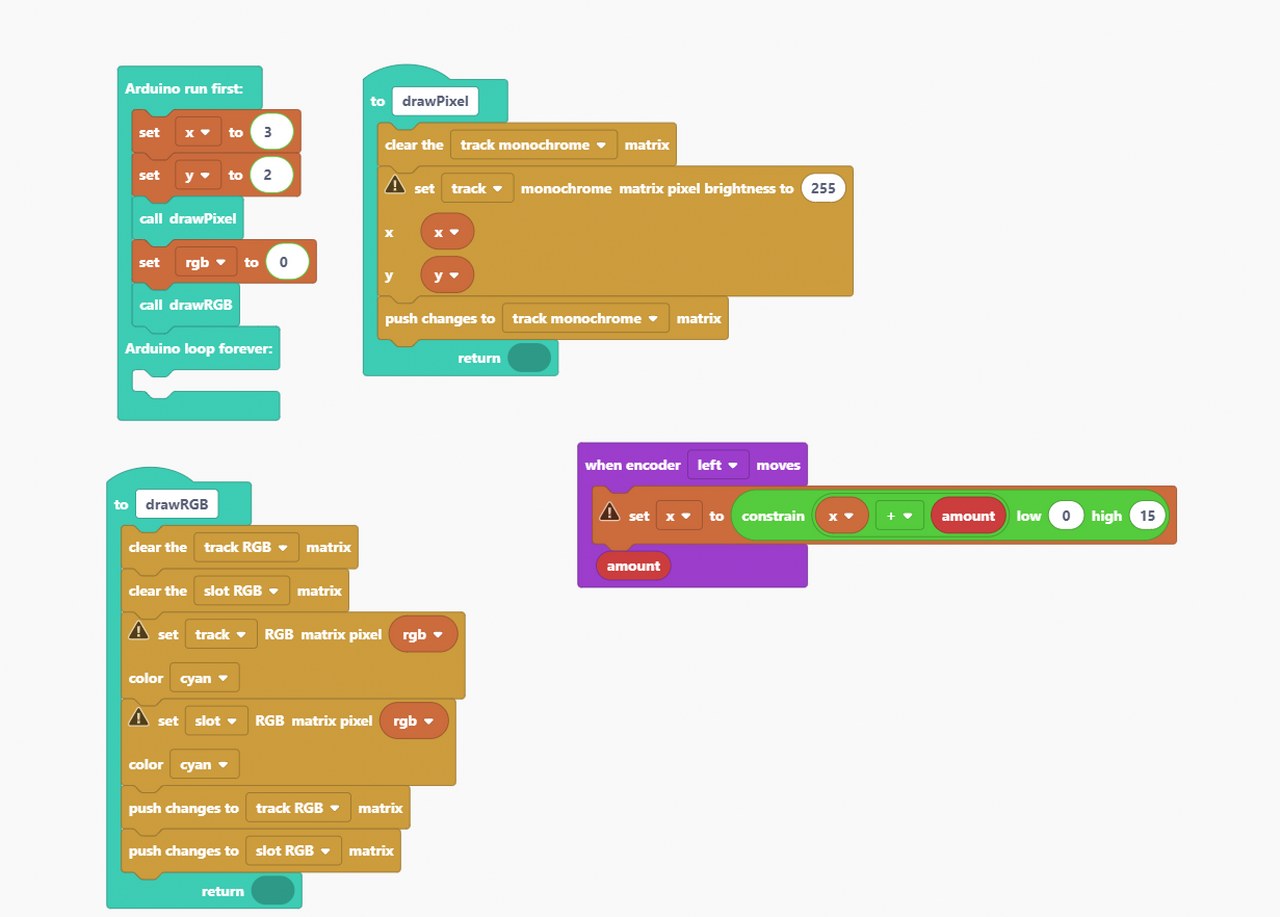 Arduino run first:
set x to 3
set y to 2
call drawPixel
set rgb to 0
call drawRGB
Arduino loop forever:
to drawPixel
clear the track monochrome matrix
set track monochrome matrix pixel brightness to 255
x x
y y
push changes to track monochrome matrix
return
to drawRGB
clear the track RGB matrix
clear the slot RGB matrix
set track RGB matrix pixel rgb
color cyan
set slot RGB matrix pixel rgb
color cyan
push changes to track RGB matrix
push changes to slot RGB matrix
return
when encoder left moves
set x to constrain x + amount low 0 high 15
amount